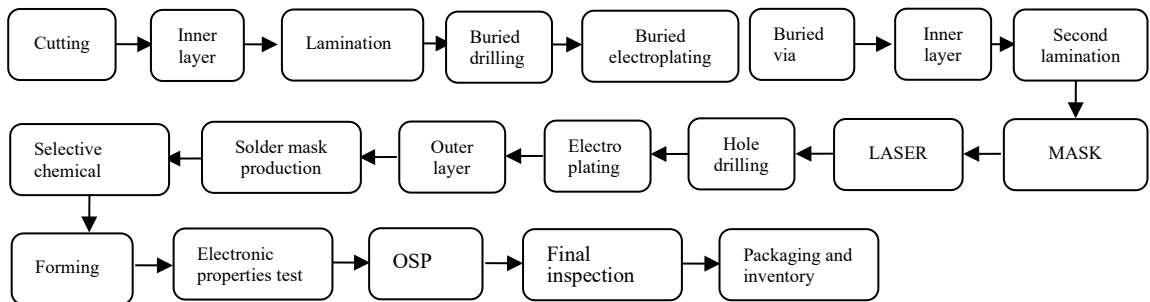 Cutting
Inner
layer
Lamination
Buried
drilling
Buried
electroplating
Buried
via
Inner
layer
Second
lamination
MASK
LASER
Hole
drilling
Electro
plating
Outer
layer
Solder mask
production
Selective
chemical
Forming
Electronic
properties test
OSP
Final
inspection
Packaging and
inventory